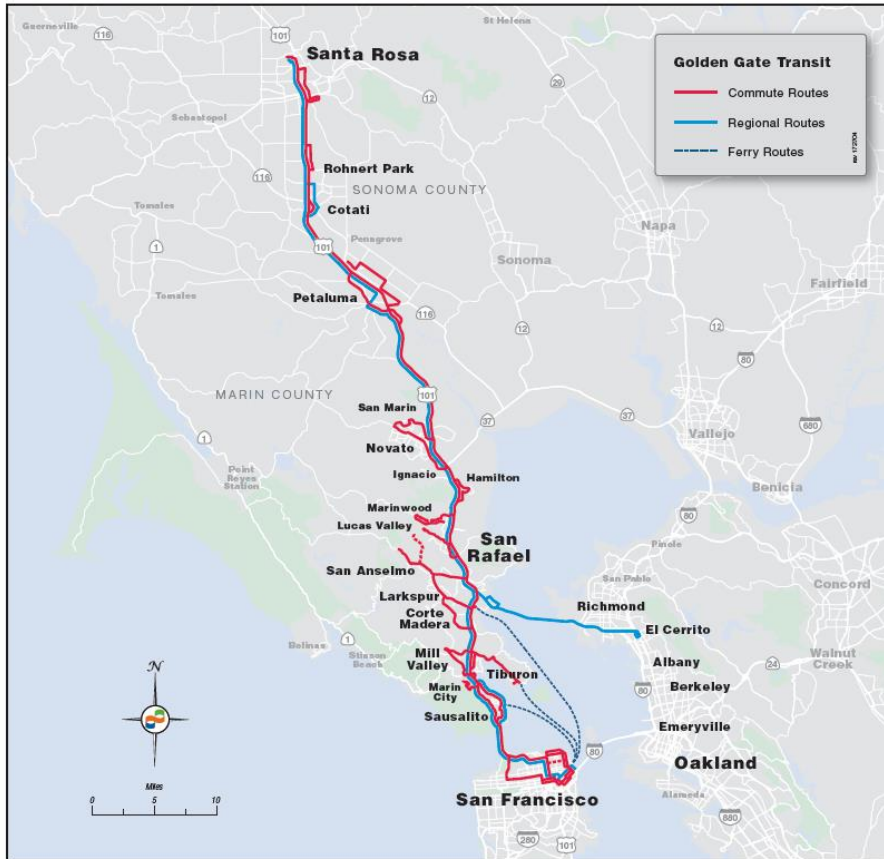 Guerneville
116
101
St Helena
Santa Rosa
29
12
Sebastopol
116
Rohnert Park
SONOMA COUNTY
Cotati
Tomales
1
101
Penngrove
Napa
Sonoma
Fairfield
Tomales
Petaluma
116
12
12
80
MARIN COUNTY
101
San Marin
37
37
680
1
Novato
Vallejo
Ignacio
Hamilton
Point
Reyes
Station
Benicia
Marinwood
Lucas Valley
San
Rafael
80
Pinole
San Anselmo
San Pablo
Concord
Larkspur
Richmond
Corte
Madera
El Cerrito
Bolinas
1
Stinson
Beach
Mill
Valley
Tiburon
Albany
24
Walnut
Creek
Marin
City
Berkeley
Sausalito
Emeryville
80
Oakland
San Francisco
Alameda
280
101
880
N
Miles
0
5
10
Golden Gate Transit
Commute Routes
Regional Routes
Ferry Routes